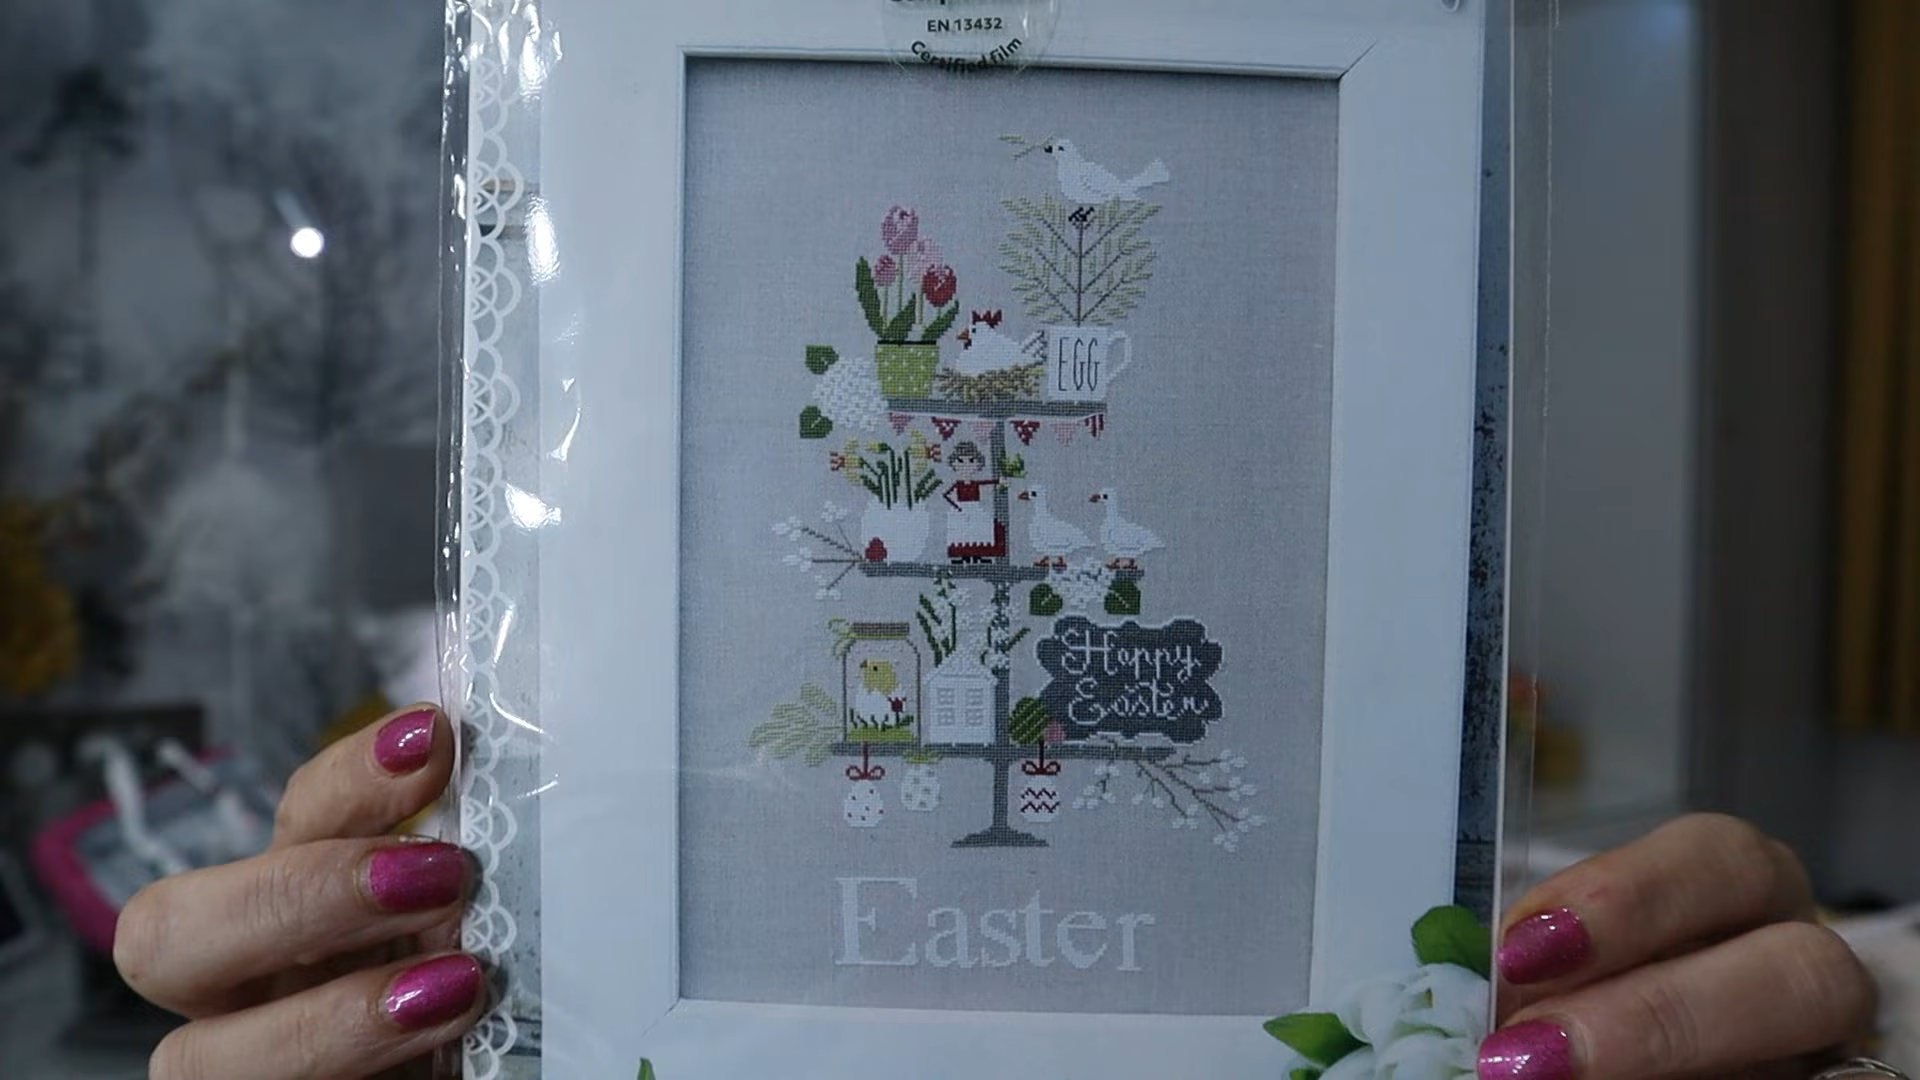 EN 13432
Certified film
EGG
Happy
Easter
Easter